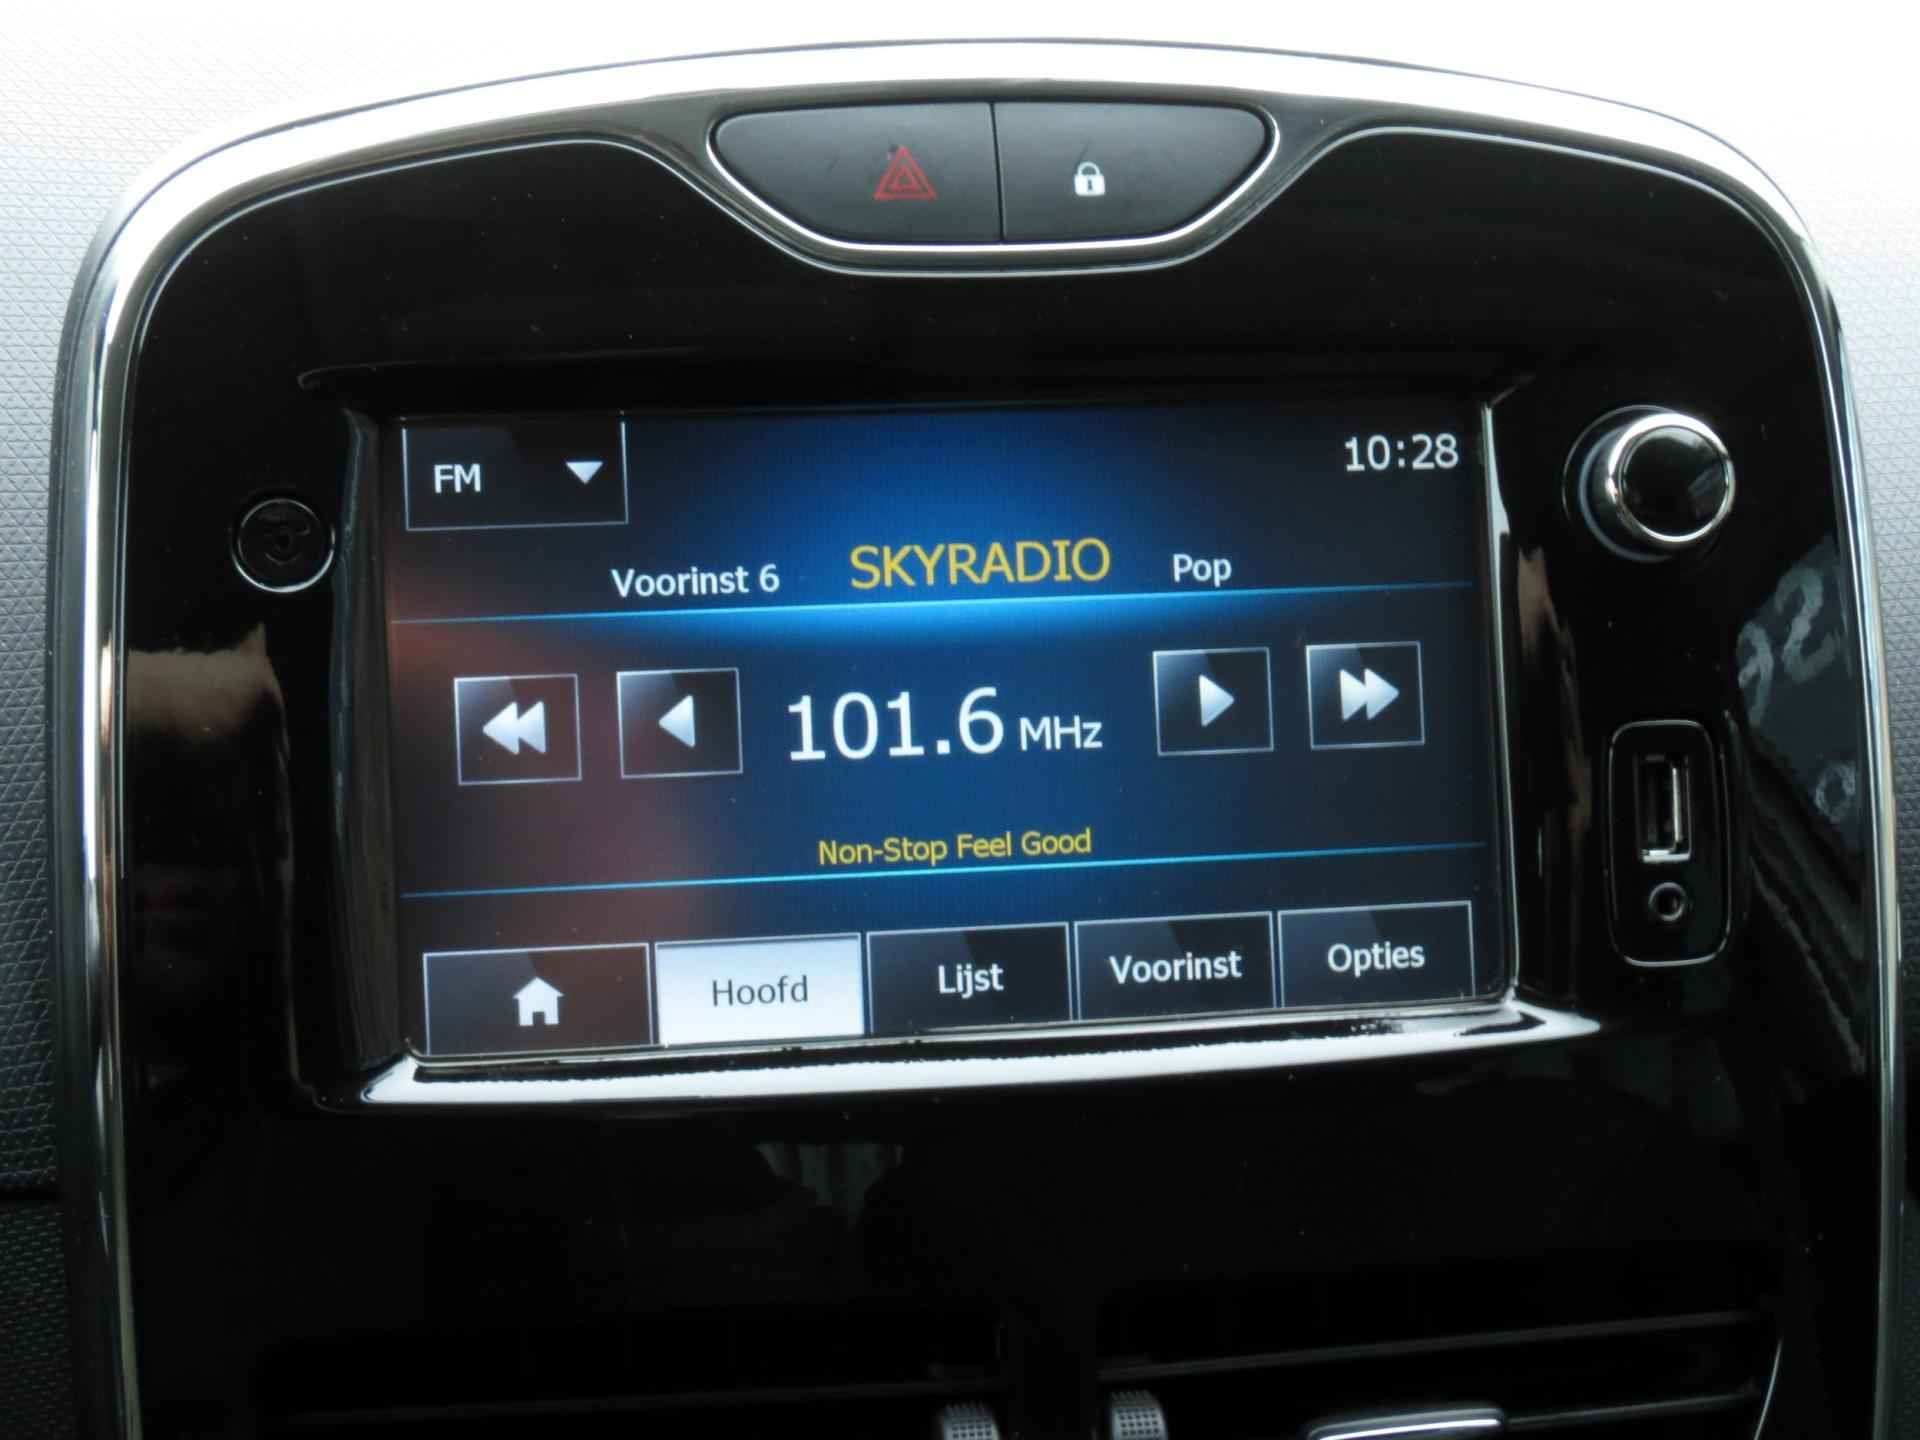 FM
10:28
Voorinst 6 SKYRADIO Pop
101.6 MHz
Non-Stop Feel Good
Hoofd Lijst Voorinst Opties